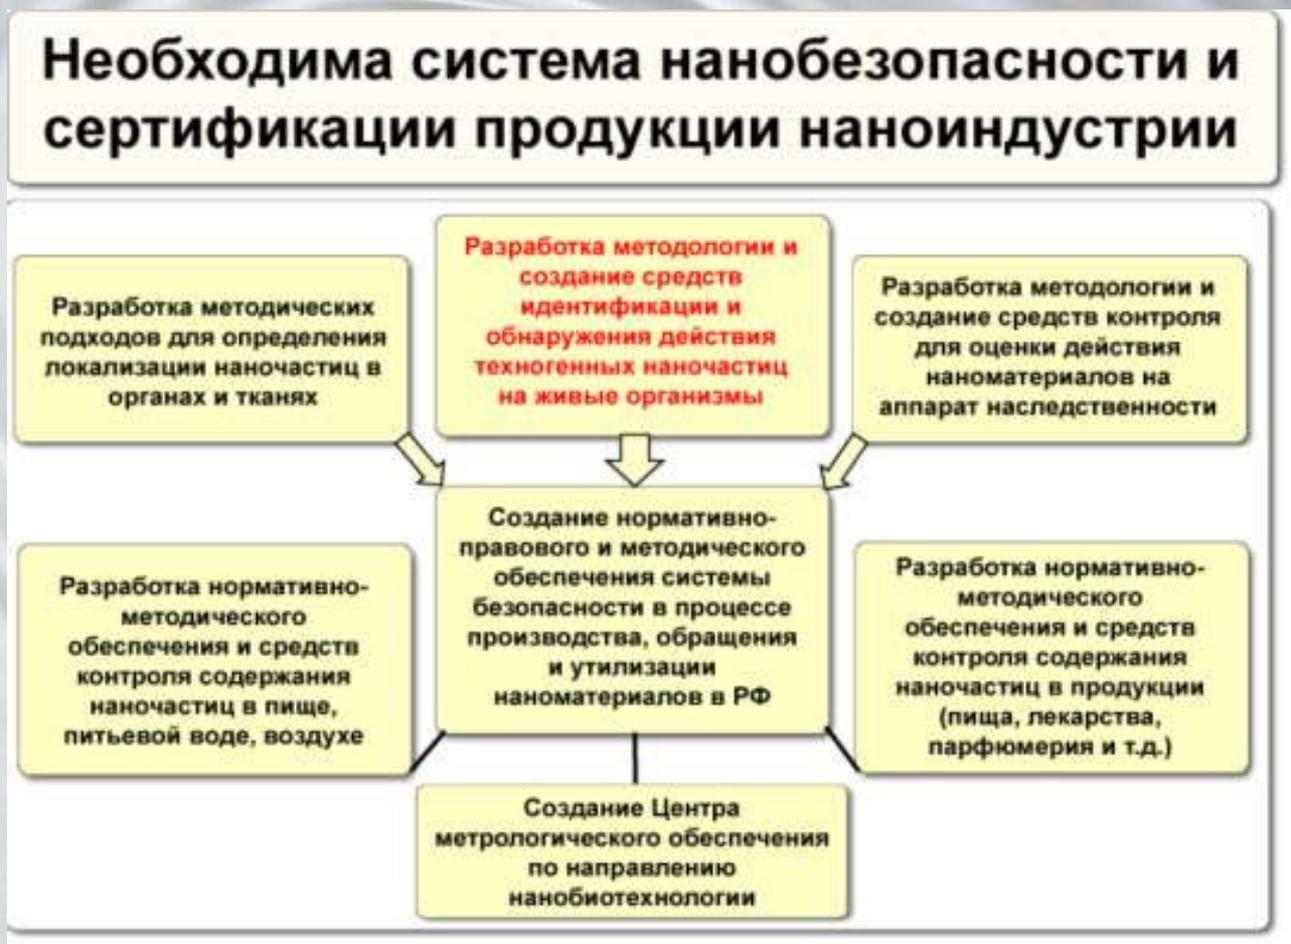 Необходима система нанобезопасности и
сертификации продукции наноиндустрии
Разработка методических
подходов для определения
локализации наночастиц в
органах и тканях
Разработка методологии и
создание средств
идентификации и
обнаружения действия
техногенных наночастиц
на живые организмы
Разработка методологии и
создание средств контроля
для оценки действия
наноматериалов на
аппарат наследственности
Создание нормативно-
правового и методического
обеспечения системы
безопасности в процессе
производства, обращения
и утилизации
наноматериалов в РФ
Разработка нормативно-
методического
обеспечения и средств
контроля содержания
наночастиц в пище,
питьевой воде, воздухе
Разработка нормативно-
методического
обеспечения и средств
контроля содержания
наночастиц в продукции
(пища, лекарства,
парфюмерия и т.д.)
Создание Центра
метрологического обеспечения
по направлению
нанобиотехнологии